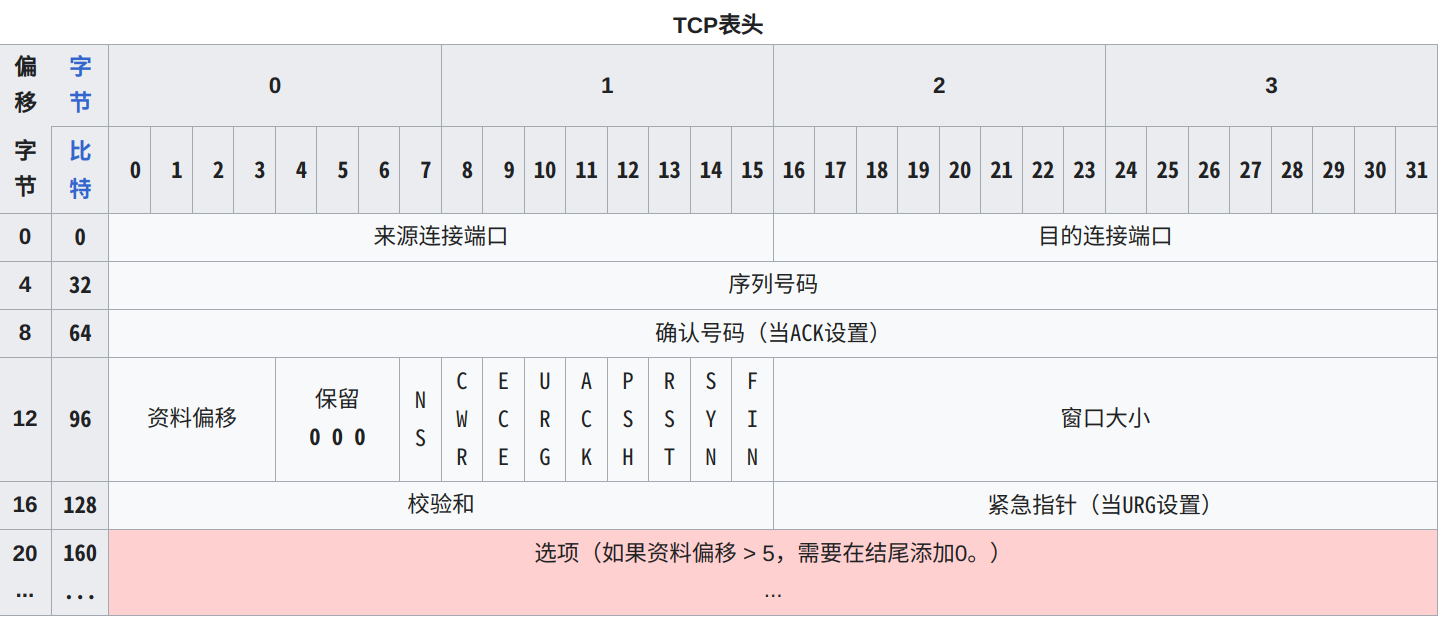 TCP表头
偏移 字节 0 1 2 3
字节 比特 0 1 2 3 4 5 6 7 8 9 10 11 12 13 14 15 16 17 18 19 20 21 22 23 24 25 26 27 28 29 30 31
0 0 来源连接端口 目的连接端口
4 32 序列号码
8 64 确认号码（当ACK设置）
12 96 资料偏移 保留 0 0 0 NS CWR ECE URG ACK PSH RST SYN FIN 窗口大小
16 128 校验和 紧急指针（当URG设置）
20 160 选项（如果资料偏移 > 5，需要在结尾添加0。）
... ... ...